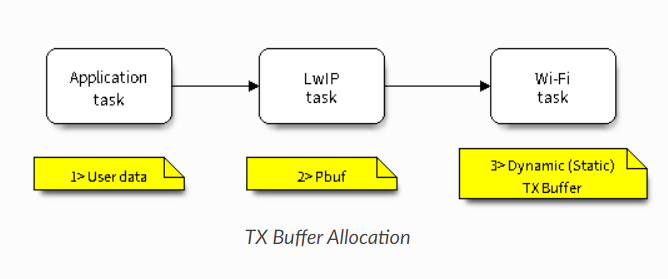 Application
task
LwIP
task
Wi-Fi
task
1> User data
2> Pbuf
3> Dynamic (Static)
TX Buffer
TX Buffer Allocation